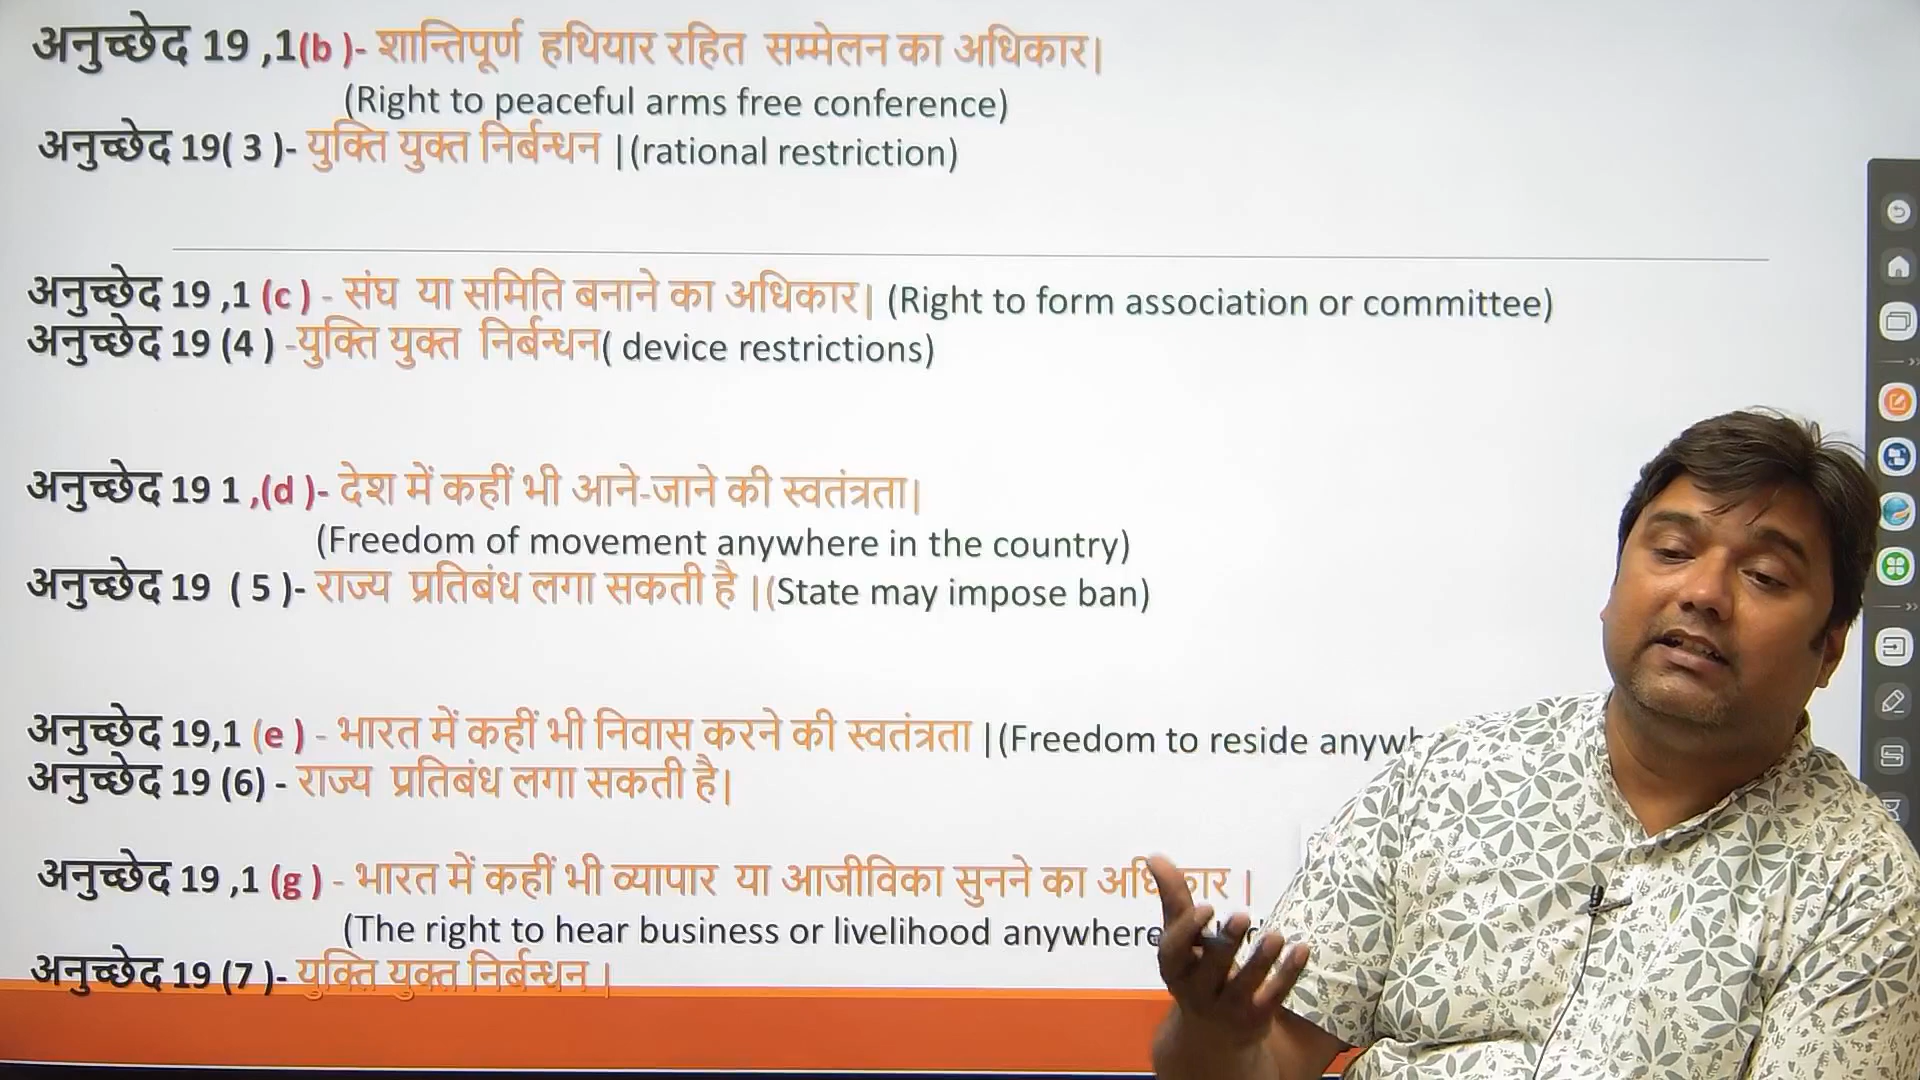 अनुच्छेद 19 ,1(b )- शान्तिपूर्ण हथियार रहित सम्मेलन का अधिकार|
(Right to peaceful arms free conference)
अनुच्छेद 19( 3 )- युक्ति युक्त निर्बन्धन |(rational restriction)
अनुच्छेद 19 ,1 (c ) - संघ या समिति बनाने का अधिकार| (Right to form association or committee)
अनुच्छेद 19 (4 ) -युक्ति युक्त निर्बन्धन( device restrictions)
अनुच्छेद 19 1 ,(d )- देश में कहीं भी आने-जाने की स्वतंत्रता|
(Freedom of movement anywhere in the country)
अनुच्छेद 19 ( 5 )- राज्य प्रतिबंध लगा सकती है |(State may impose ban)
अनुच्छेद 19,1 (e ) - भारत में कहीं भी निवास करने की स्वतंत्रता |(Freedom to reside
अनुच्छेद 19 (6) - राज्य प्रतिबंध लगा सकती है|
अनुच्छेद 19 ,1 (g ) - भारत में कहीं भी व्यापार या आजीविका सुनने का अधिकार |
(The right to hear business or livelihood anywhere
अनुच्छेद 19 (7 )- युक्ति युक्त निर्बन्धन |